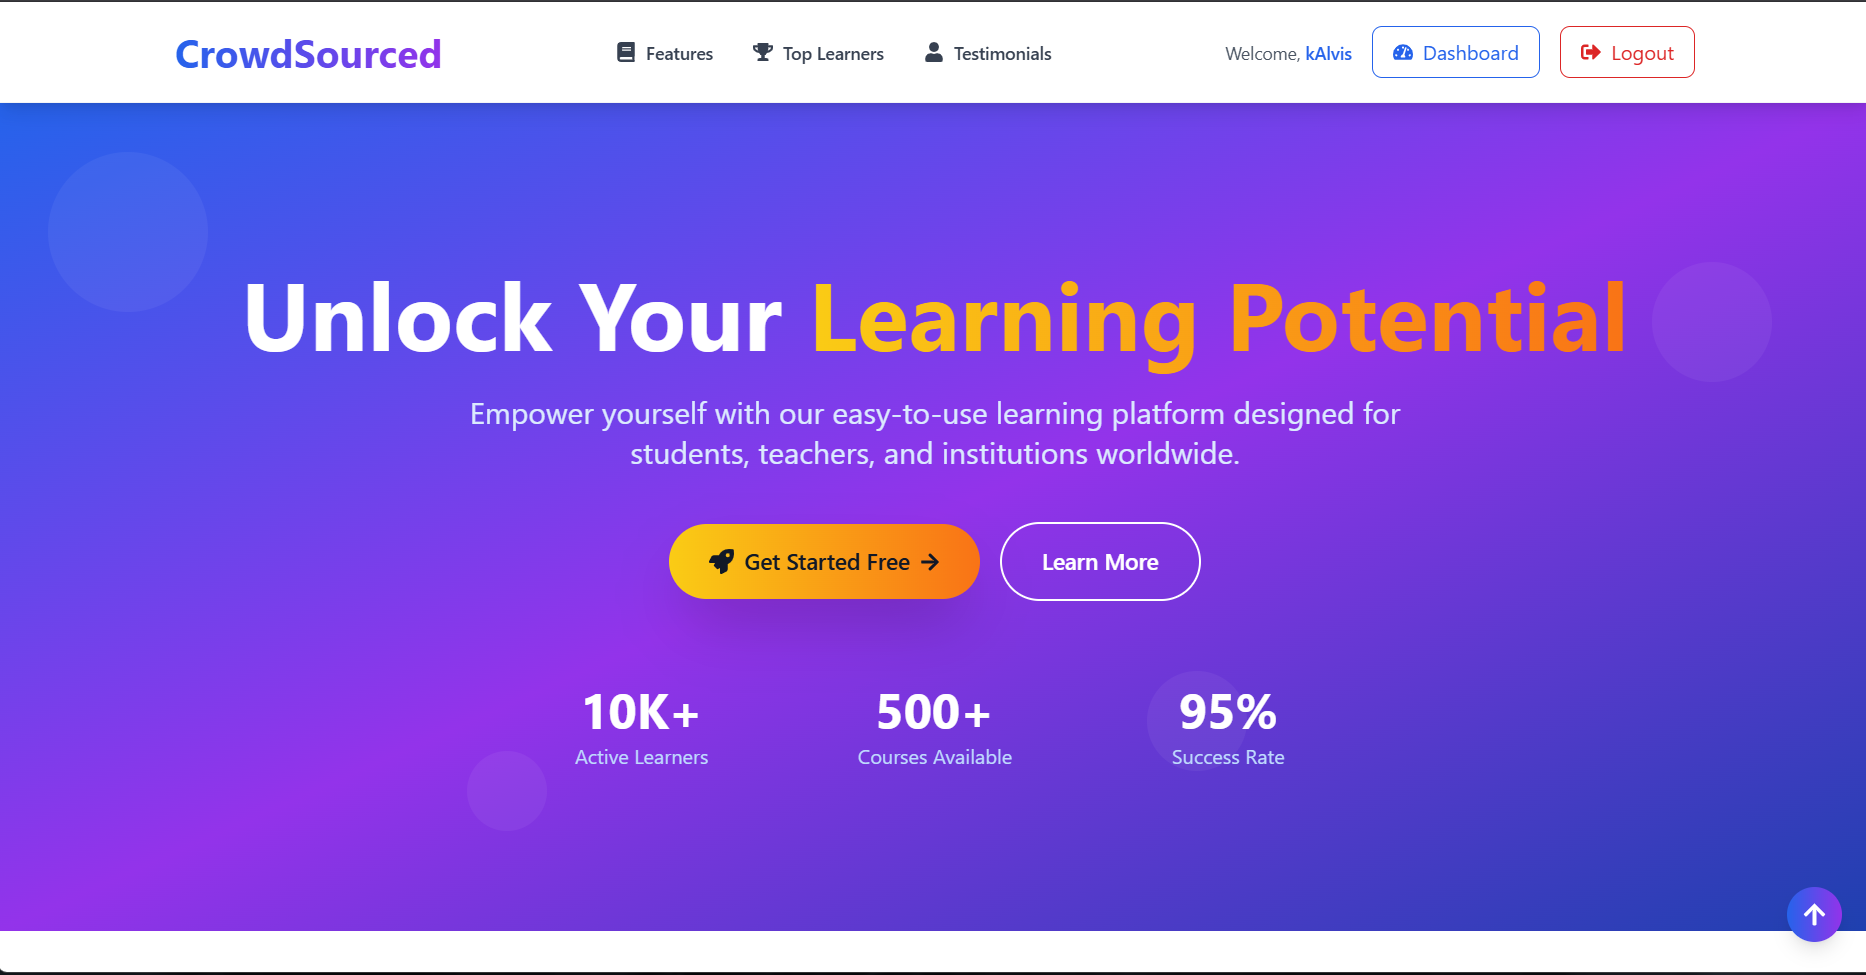 CrowdSourced
Features
Top Learners
Testimonials
Welcome, kAlvis
Dashboard
Logout
Unlock Your Learning Potential
Empower yourself with our easy-to-use learning platform designed for
students, teachers, and institutions worldwide.
Get Started Free
Learn More
10K+
Active Learners
500+
Courses Available
95%
Success Rate